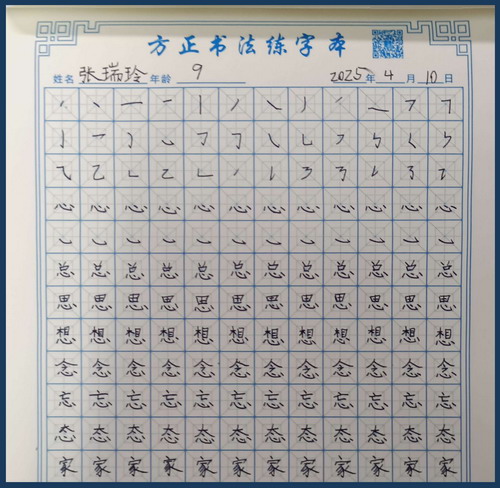 方正书法练字本
姓名 张瑞玲 年龄 9 2025年 4月 10日
心 心 心 心 心 心 心 心 心 心 心 心
总 总 总 总 总 总 总 总 总 总 总 总
思 思 思 思 思 思 思 思 思 思 思 思
想 想 想 想 想 想 想 想 想 想 想 想
念 念 念 念 念 念 念 念 念 念 念 念
忘 忘 忘 忘 忘 忘 忘 忘 忘 忘 忘 忘
态 态 态 态 态 态 态 态 态 态 态 态
家 家 家 家 家 家 家 家 家 家 家 家